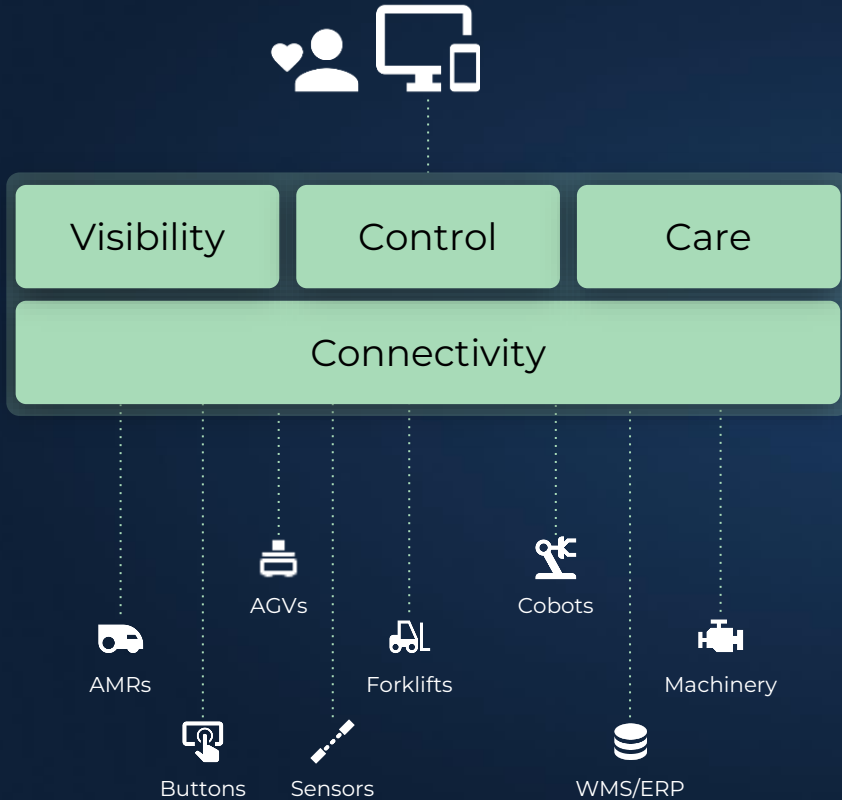 Visibility
Control
Care
Connectivity
AGVs
Cobots
AMRs
Forklifts
Machinery
Buttons
Sensors
WMS/ERP